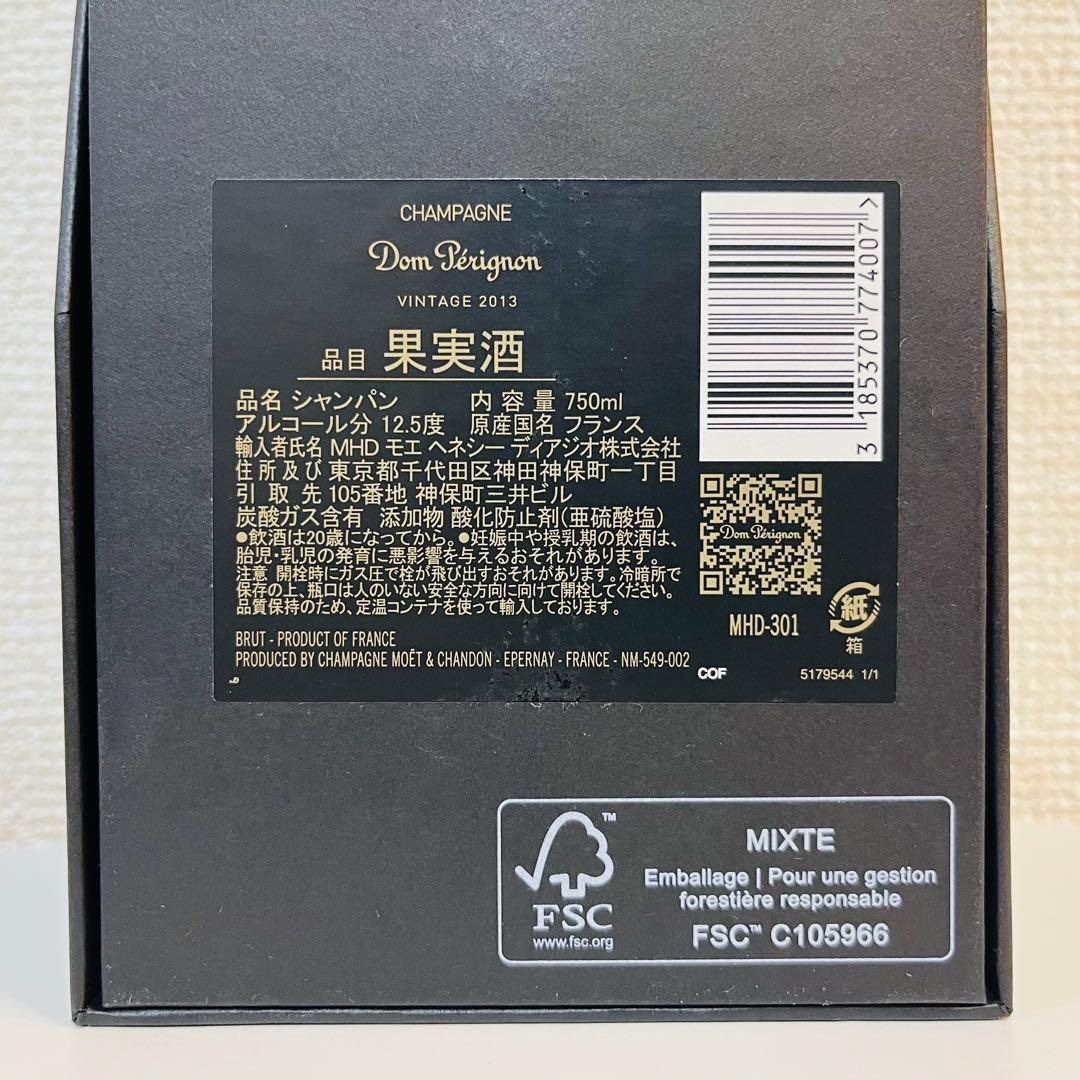 CHAMPAGNE
Dom Pérignon
VINTAGE 2013
品目 果実酒
品名 シャンパン 内容量 750ml
アルコール分 12.5度 原産国名 フランス
輸入者氏名 MHD モエ ヘネシー ディアジオ株式会社
住所及び 東京都千代田区神田神保町一丁目
引取先 105番地 神保町三井ビル
炭酸ガス含有 添加物 酸化防止剤(亜硫酸塩)
●飲酒は20歳になってから。●妊娠中や授乳期の飲酒は、
胎児・乳児の発育に悪影響を与えるおそれがあります。
注意 開栓時にガス圧で栓が飛び出すおそれがあります。冷暗所で
保存の上、瓶口は人のいない安全な方向に向けて開栓してください。
品質保持のため、定温コンテナを使って輸入しております。
BRUT - PRODUCT OF FRANCE
PRODUCED BY CHAMPAGNE MOËT & CHANDON - EPERNAY - FRANCE - NM-549-002
3 185370 774007 >
Dom Pérignon
MHD-301
紙
箱
COF
5179544 1/1
FSC
www.fsc.org
MIXTE
Emballage | Pour une gestion
forestière responsable
FSC™ C105966